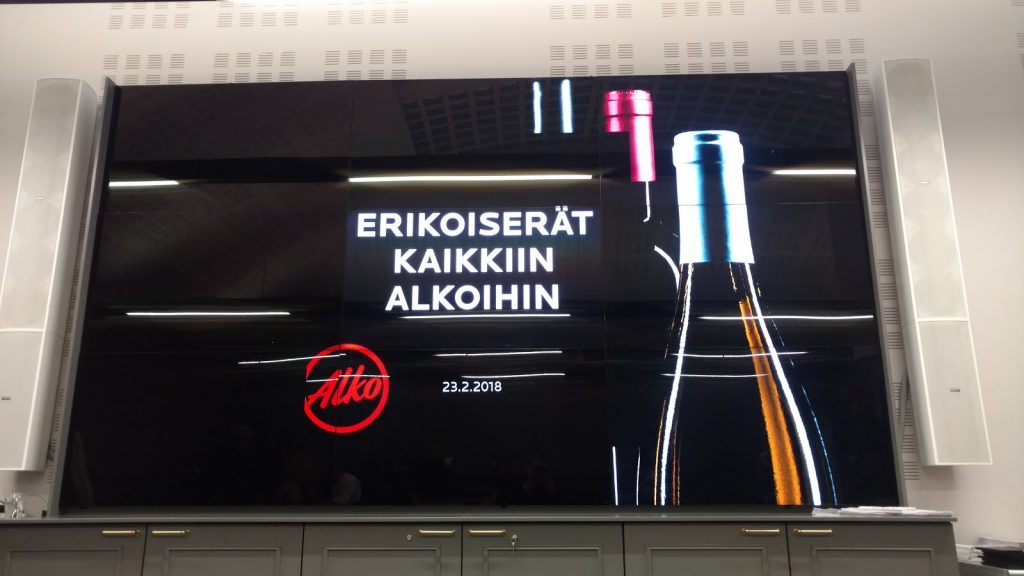 ERIKOISERÄT
KAIKKIIN
ALKOIHIN
Alko
23.2.2018